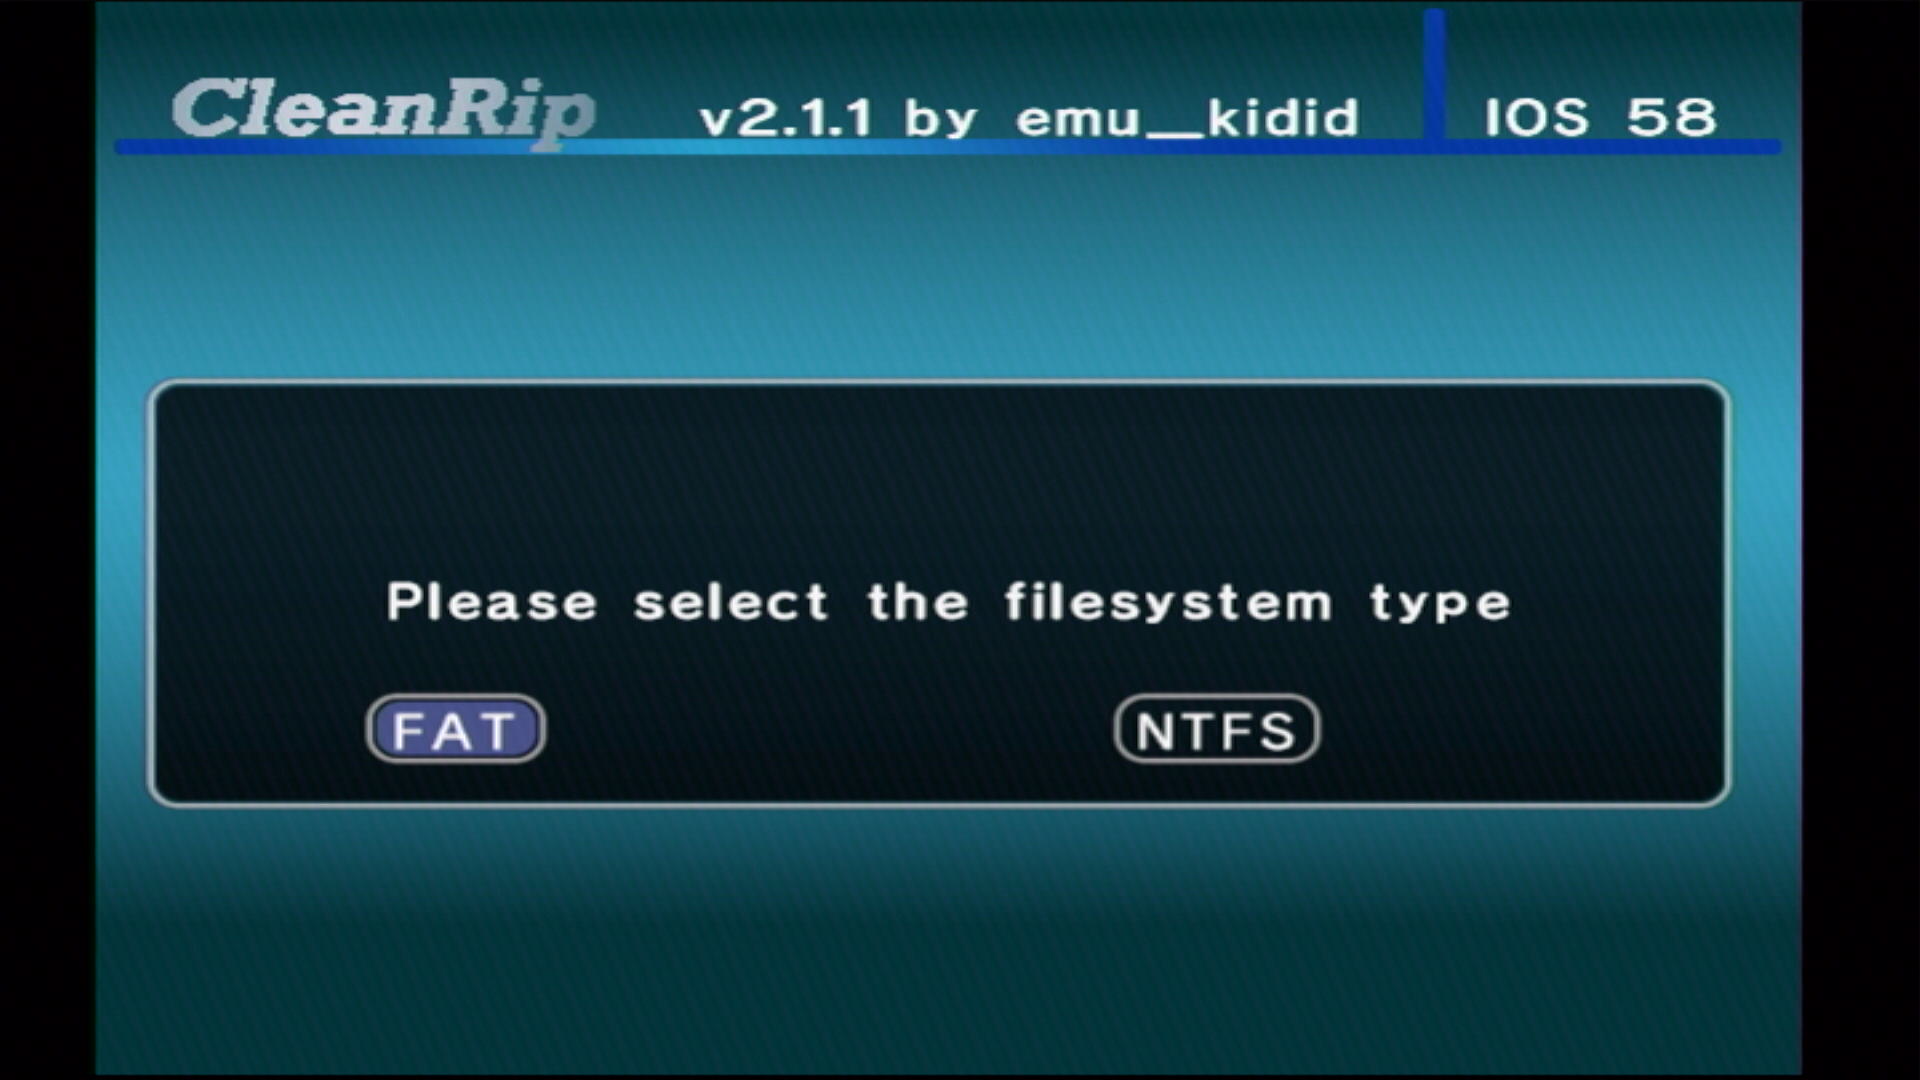 CleanRip v2.1.1 by emu_kidid IOS 58
Please select the filesystem type
FAT NTFS